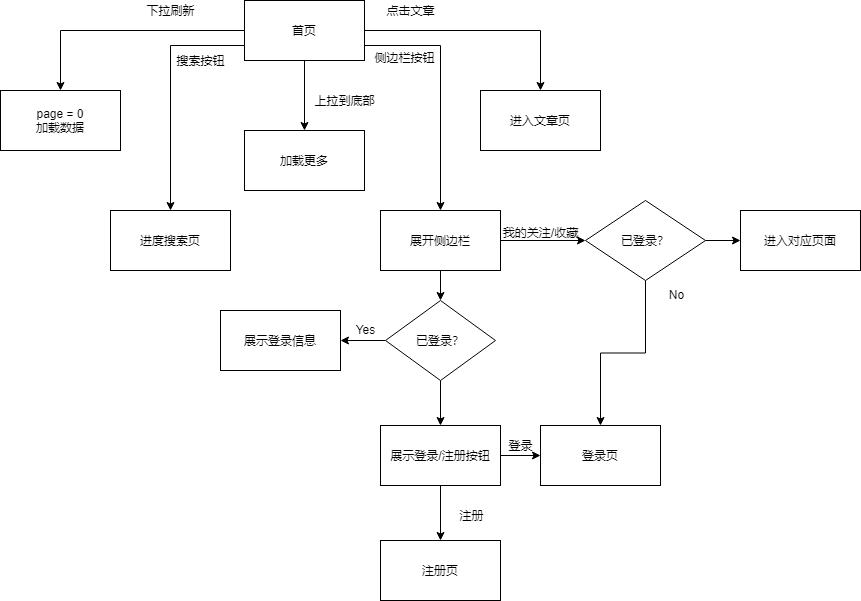 下拉刷新
首页
点击文章
搜索按钮
侧边栏按钮
page = 0
加载数据
上拉到底部
进入文章页
加载更多
进度搜索页
展开侧边栏
我的关注/收藏
已登录?
进入对应页面
No
展示登录信息
Yes
已登录?
展示登录/注册按钮
登录
登录页
注册
注册页